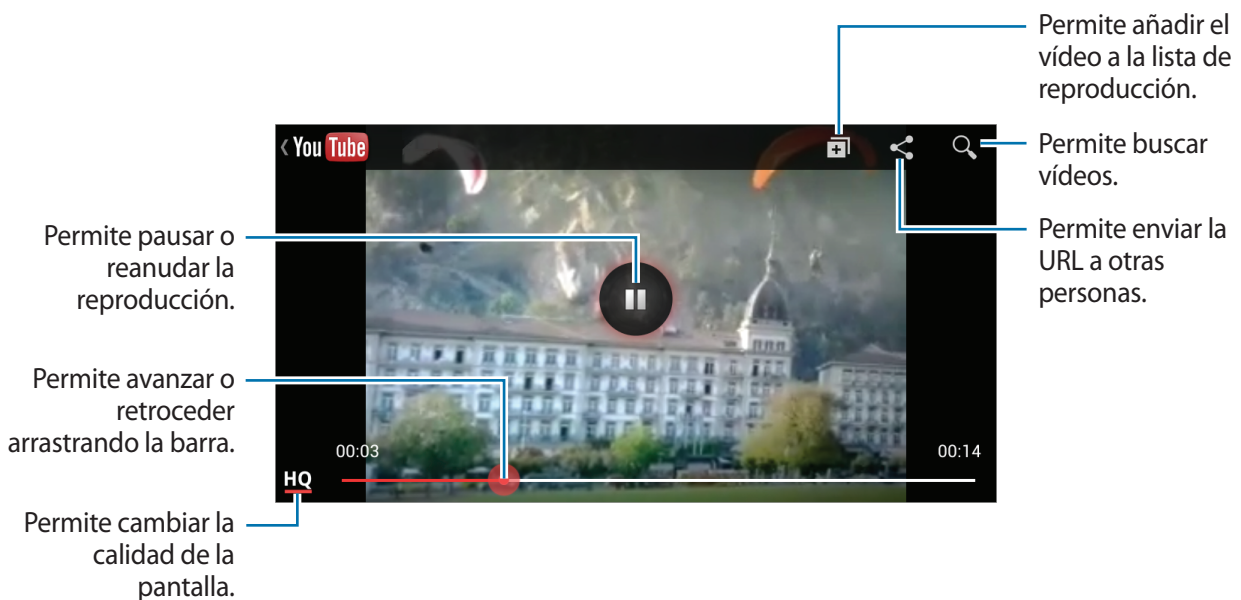 Permite añadir el
vídeo a la lista de
reproducción.
‹ You Tube
Permite buscar
vídeos.
Permite enviar la
URL a otras
personas.
Permite pausar o
reanudar la
reproducción.
Permite avanzar o
retroceder
arrastrando la barra.
00:03
00:14
HQ
Permite cambiar la
calidad de la
pantalla.